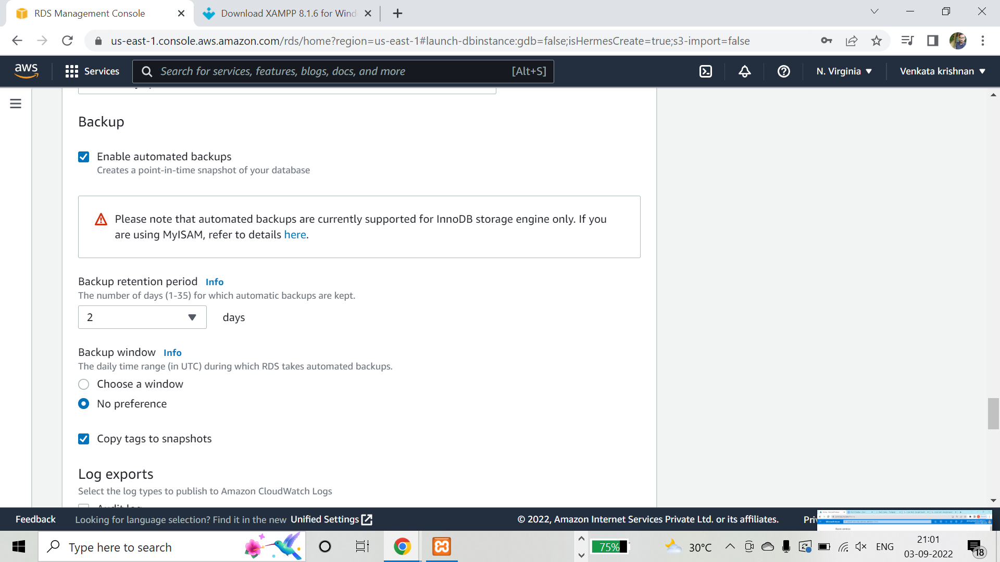 RDS Management Console
Download XAMPP 8.1.6 for Wind
us-east-1.console.aws.amazon.com/rds/home?region=us-east-1#launch-dbinstance:gdb=false;isHermesCreate=true;s3-import=false
aws
Services
Search for services, features, blogs, docs, and more
[Alt+S]
N. Virginia
Venkata krishnan
Backup
Enable automated backups
Creates a point-in-time snapshot of your database
Please note that automated backups are currently supported for InnoDB storage engine only. If you
are using MyISAM, refer to details here.
Backup retention period Info
The number of days (1-35) for which automatic backups are kept.
2
days
Backup window Info
The daily time range (in UTC) during which RDS takes automated backups.
Choose a window
No preference
Copy tags to snapshots
Log exports
Select the log types to publish to Amazon CloudWatch Logs
Audit log
Feedback
Looking for language selection? Find it in the new Unified Settings
© 2022, Amazon Internet Services Private Ltd. or its affiliates.
Pri
Type here to search
75%
30°C
ENG
21:01
03-09-2022
18